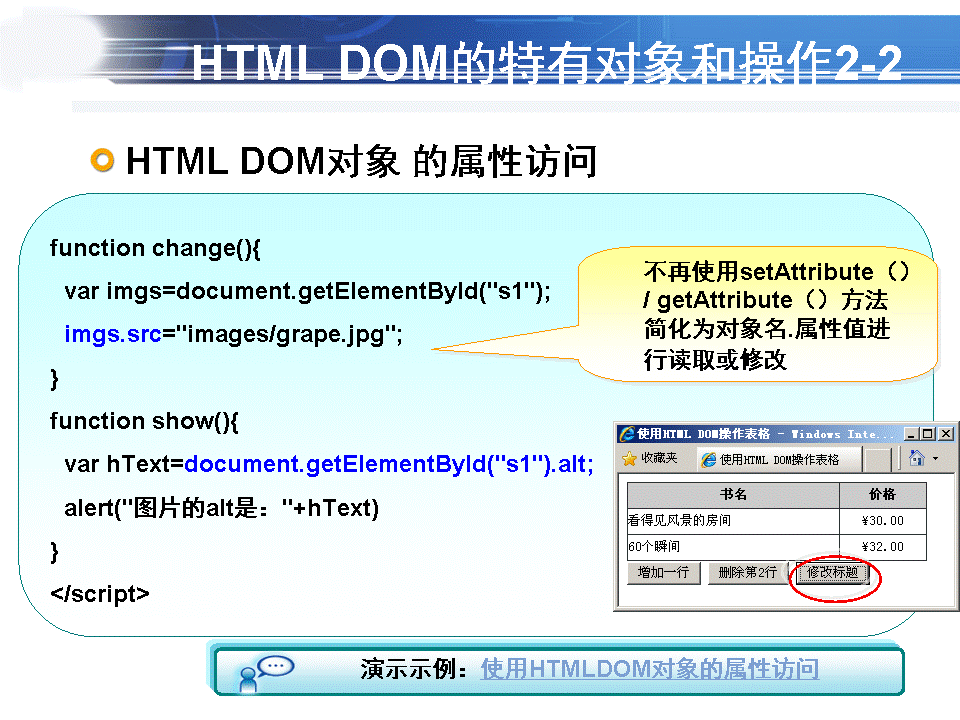 HTML DOM的特有对象和操作2-2
HTML DOM对象 的属性访问
function change(){
var imgs=document.getElementById("s1");
imgs.src="images/grape.jpg";
}
function show(){
var hText=document.getElementById("s1").alt;
alert("图片的alt是："+hText)
}
</script>
不再使用setAttribute（）
/ getAttribute（）方法
简化为对象名.属性值进
行读取或修改
使用HTML DOM操作表格 - Windows Inte...
收藏夹 使用HTML DOM操作表格
书名 价格
看得见风景的房间 ¥30.00
60个瞬间 ¥32.00
增加一行 删除第2行 修改标题
演示示例：使用HTMLDOM对象的属性访问